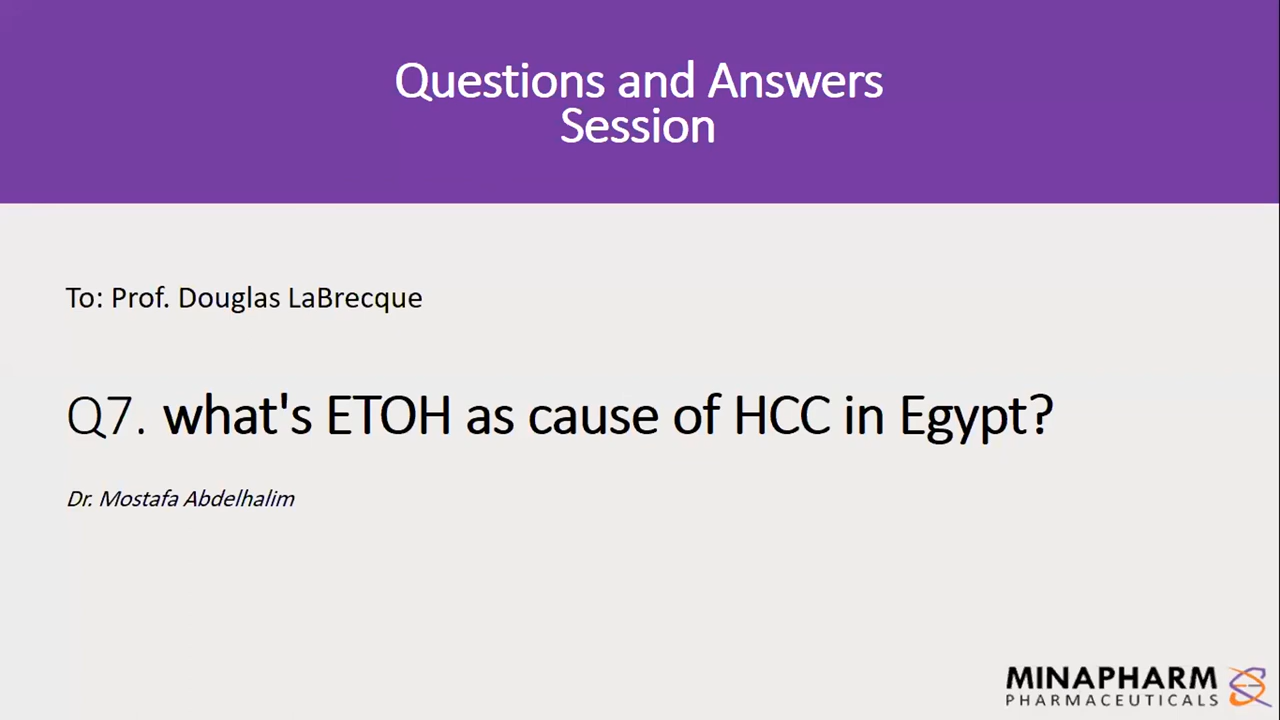 Questions and Answers
Session
To: Prof. Douglas LaBrecque
Q7. what's ETOH as cause of HCC in Egypt?
Dr. Mostafa Abdelhalim
MINAPHARM
PHARMACEUTICALS